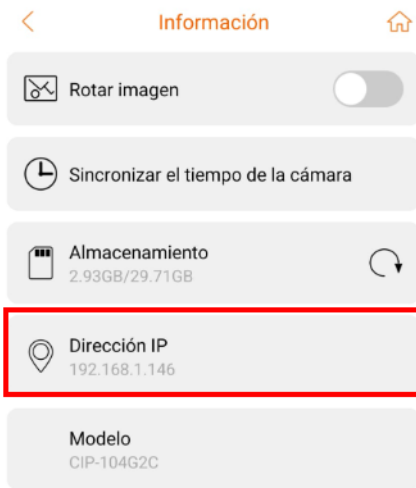 Información
Rotar imagen
Sincronizar el tiempo de la cámara
Almacenamiento
2.93GB/29.71GB
Dirección IP
192.168.1.146
Modelo
CIP-104G2C